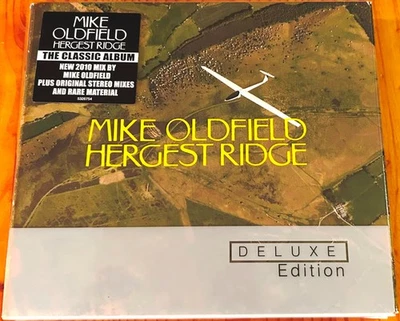 MIKE
OLDFIELD
HERGEST RIDGE
THE CLASSIC ALBUM
NEW 2010 MIX BY
MIKE OLDFIELD
PLUS ORIGINAL STEREO MIXES
AND RARE MATERIAL
MIKE OLDFIELD
HERGEST RIDGE
DELUXE
Edition